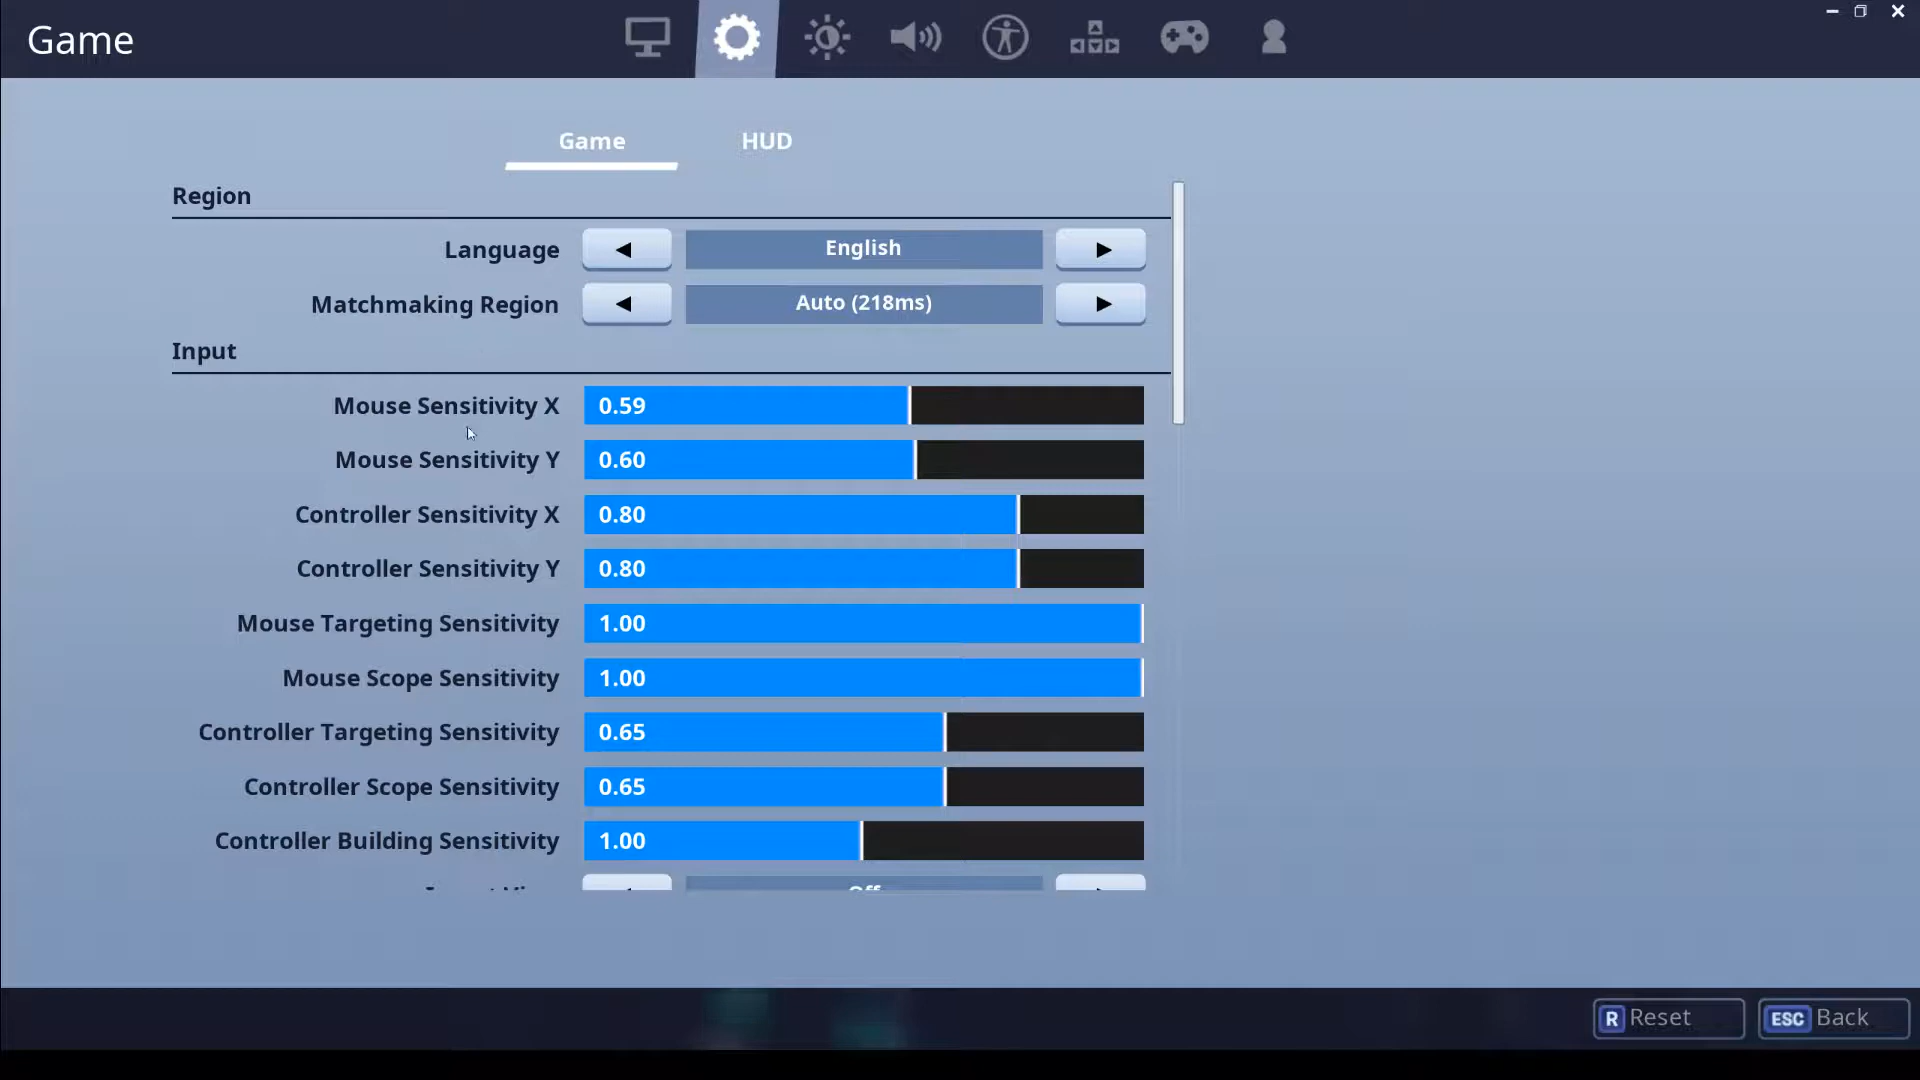 Game
Game
HUD
Region
Language
English
Matchmaking Region
Auto (218ms)
Input
Mouse Sensitivity X
0.59
Mouse Sensitivity Y
0.60
Controller Sensitivity X
0.80
Controller Sensitivity Y
0.80
Mouse Targeting Sensitivity
1.00
Mouse Scope Sensitivity
1.00
Controller Targeting Sensitivity
0.65
Controller Scope Sensitivity
0.65
Controller Building Sensitivity
1.00
Off
R Reset
ESC Back